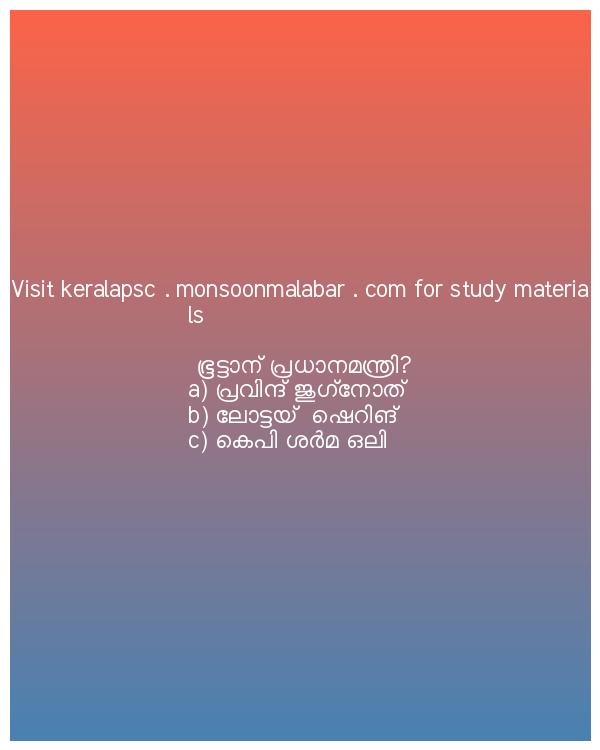 Visit keralapsc . monsoonmalabar . com for study materia
ls
ഭൂട്ടാന് പ്രധാനമന്ത്രി?
a) പ്രവിന്ദ് ജുഗ്നോത്
b) ലോട്ടയ് ഷെറിങ്
c) കെപി ശർമ ഒലി